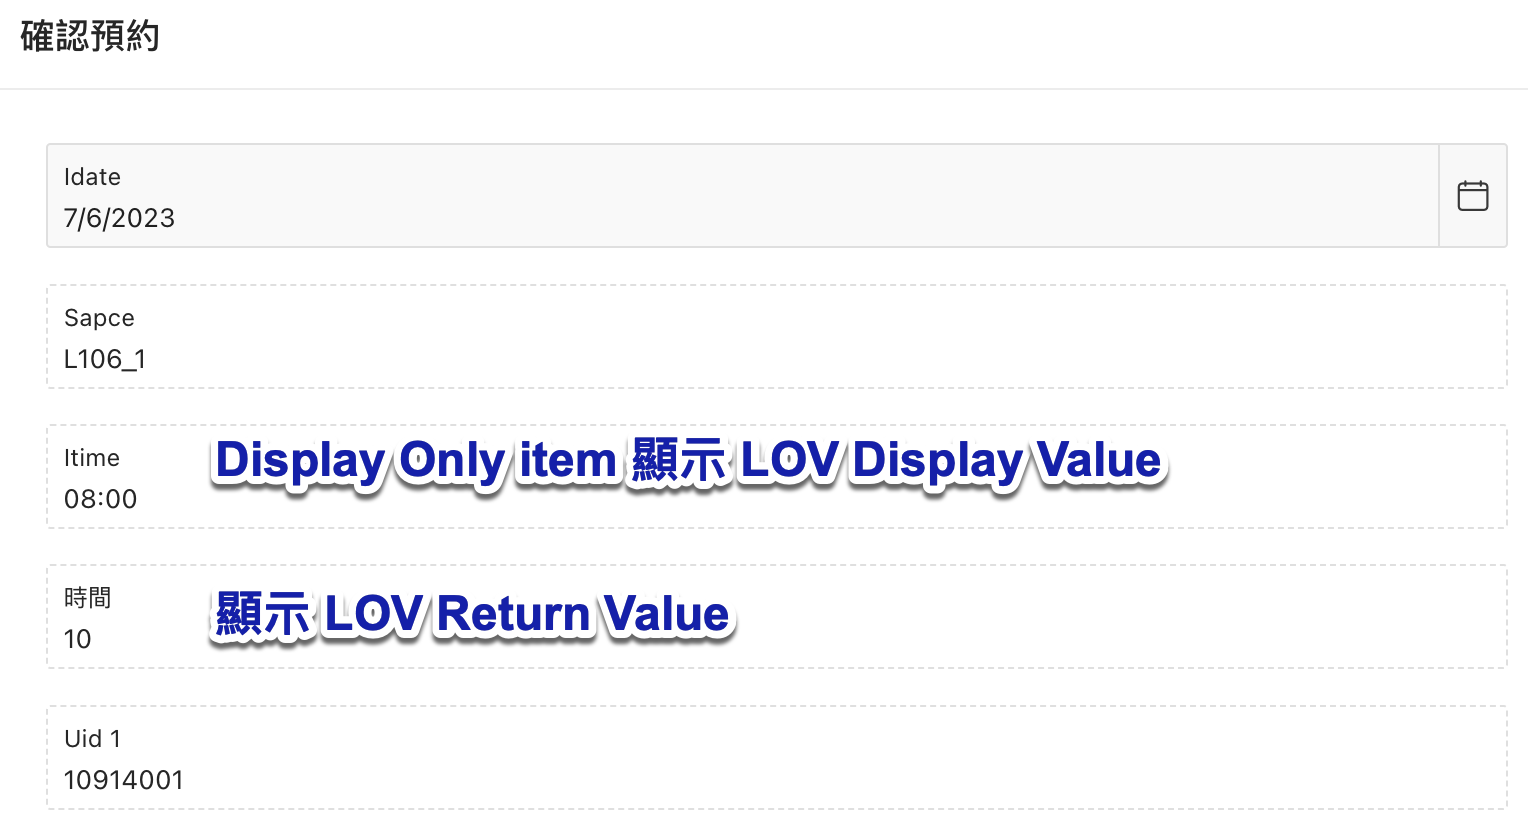 確認預約
Idate
7/6/2023
Sapce
L106_1
Itime
08:00
Display Only item 顯示 LOV Display Value
時間
10
顯示 LOV Return Value
Uid 1
10914001